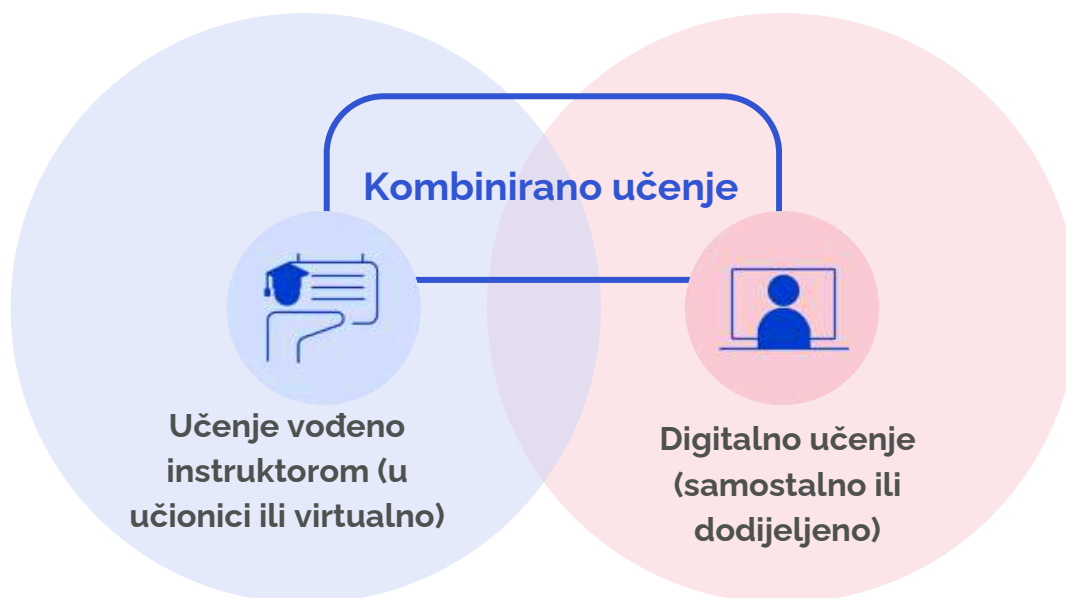 Kombinirano učenje
Učenje vođeno
instruktorom (u
učionici ili virtualno)
Digitalno učenje
(samostalno ili
dodijeljeno)